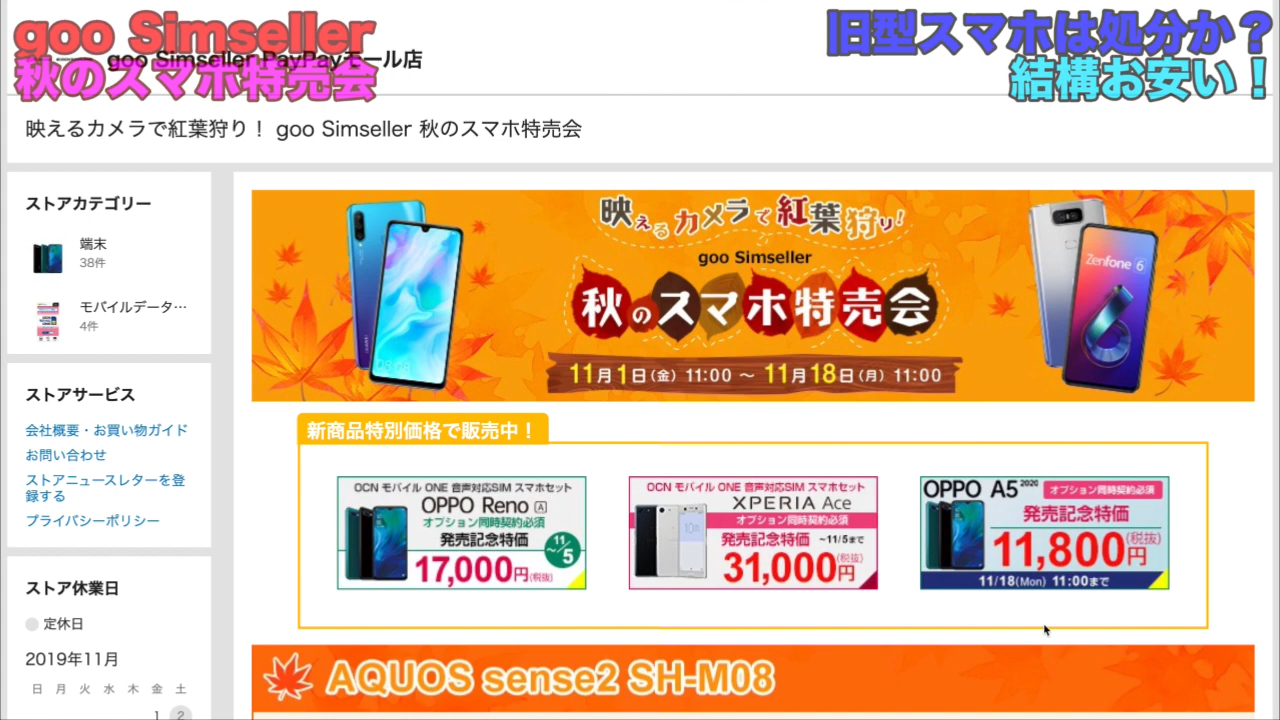 goo Simseller
秋のスマホ特売会
旧型スマホは処分か？
結構お安い！
goo Simseller PayPayモール店
映えるカメラで紅葉狩り！ goo Simseller 秋のスマホ特売会
ストアカテゴリー
端末
38件
モバイルデータ…
4件
ストアサービス
会社概要・お買い物ガイド
お問い合わせ
ストアニュースレターを登
録する
プライバシーポリシー
ストア休業日
定休日
2019年11月
日 月 火 水 木 金 土
1 2
映えるカメラで紅葉狩り!
goo Simseller
秋のスマホ特売会
11月1日(金) 11:00 ～ 11月18日(月) 11:00
Zenfone 6
新商品特別価格で販売中！
OCN モバイル ONE 音声対応SIM スマホセット
OPPO Reno A
オプション同時契約必須
発売記念特価
11/
～5
17,000円(税抜)
OCN モバイル ONE 音声対応SIM スマホセット
XPERIA Ace
オプション同時契約必須
発売記念特価 ~11/5まで
31,000円(税抜)
OPPO A5 2020 オプション同時契約必須
発売記念特価
11,800円(税抜)
11/18(Mon) 11:00まで
AQUOS sense2 SH-M08